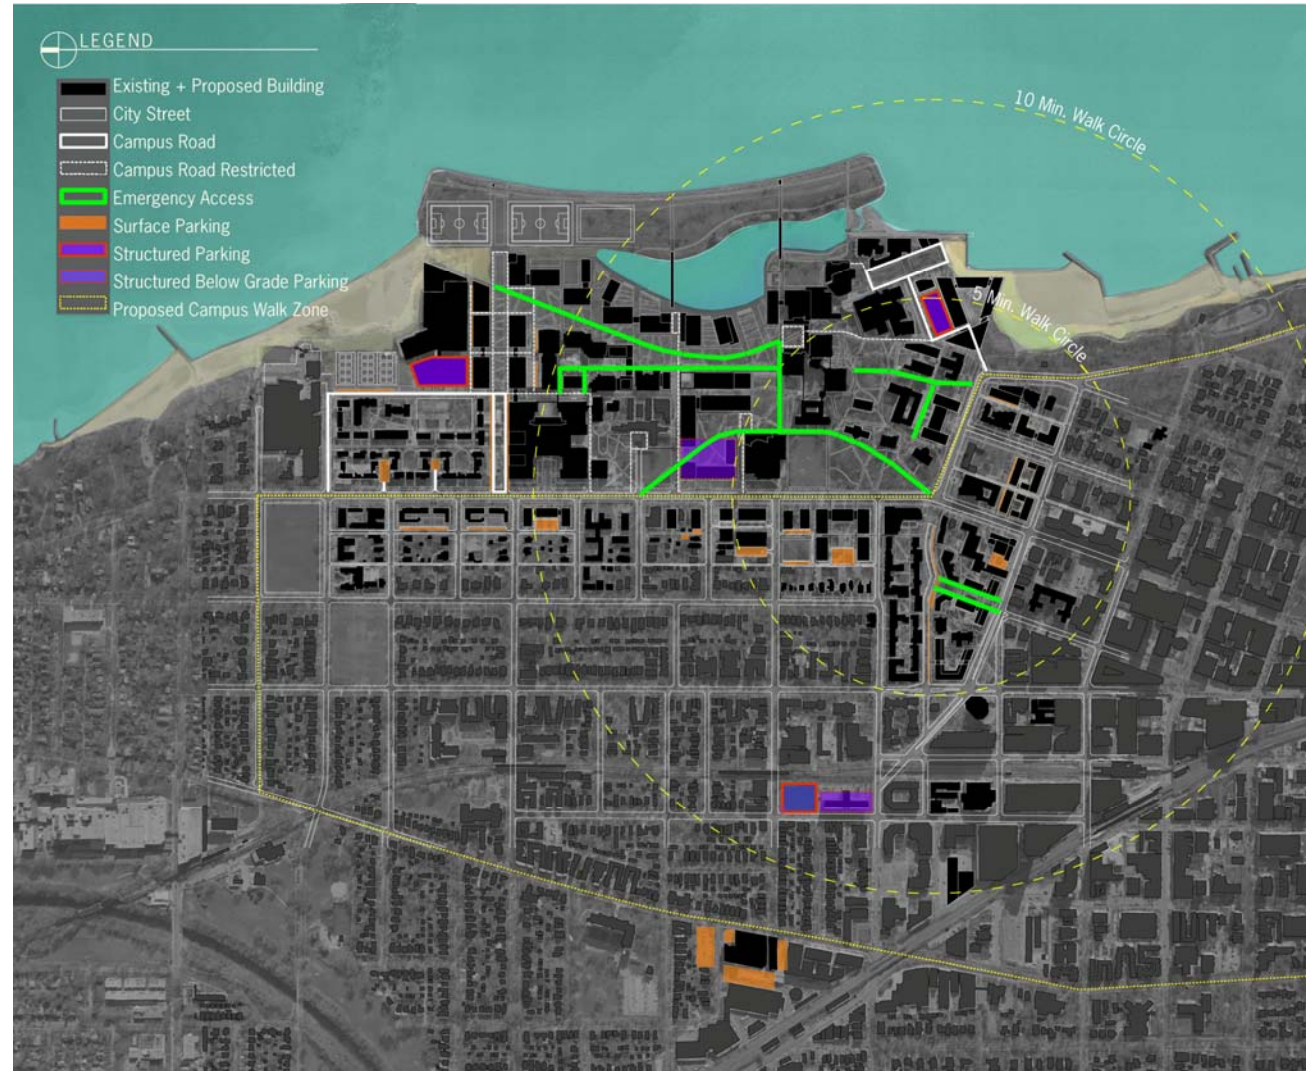 LEGEND
Existing + Proposed Building
City Street
Campus Road
Campus Road Restricted
Emergency Access
Surface Parking
Structured Parking
Structured Below Grade Parking
Proposed Campus Walk Zone
10 Min. Walk Circle
5 Min. Walk Circle